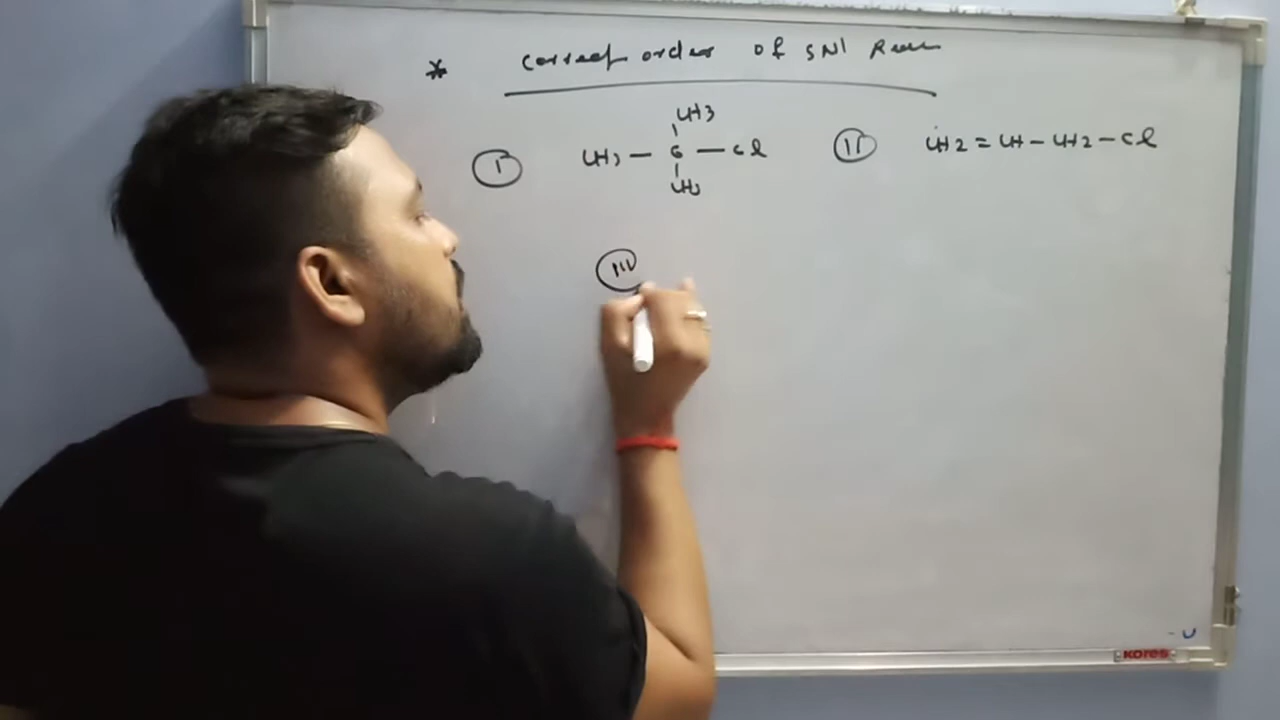 * Correct order of SN1 Rean
CH3
I CH3 — C — Cl II CH2 = CH — CH2 — Cl
CH3
III
KORES